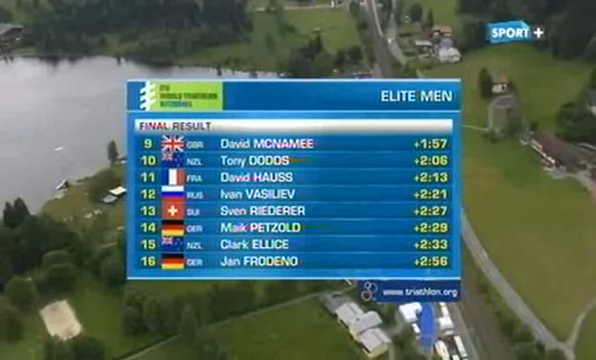 SPORT+
ITU
WORLD TRIATHLON
KITZBÜHEL
ELITE MEN
FINAL RESULT
9 GBR David MCNAMEE +1:57
10 NZL Tony DODDS +2:06
11 FRA David HAUSS +2:13
12 RUS Ivan VASILIEV +2:21
13 SUI Sven RIEDERER +2:27
14 GER Maik PETZOLD +2:29
15 NZL Clark ELLICE +2:33
16 GER Jan FRODENO +2:56
www.triathlon.org